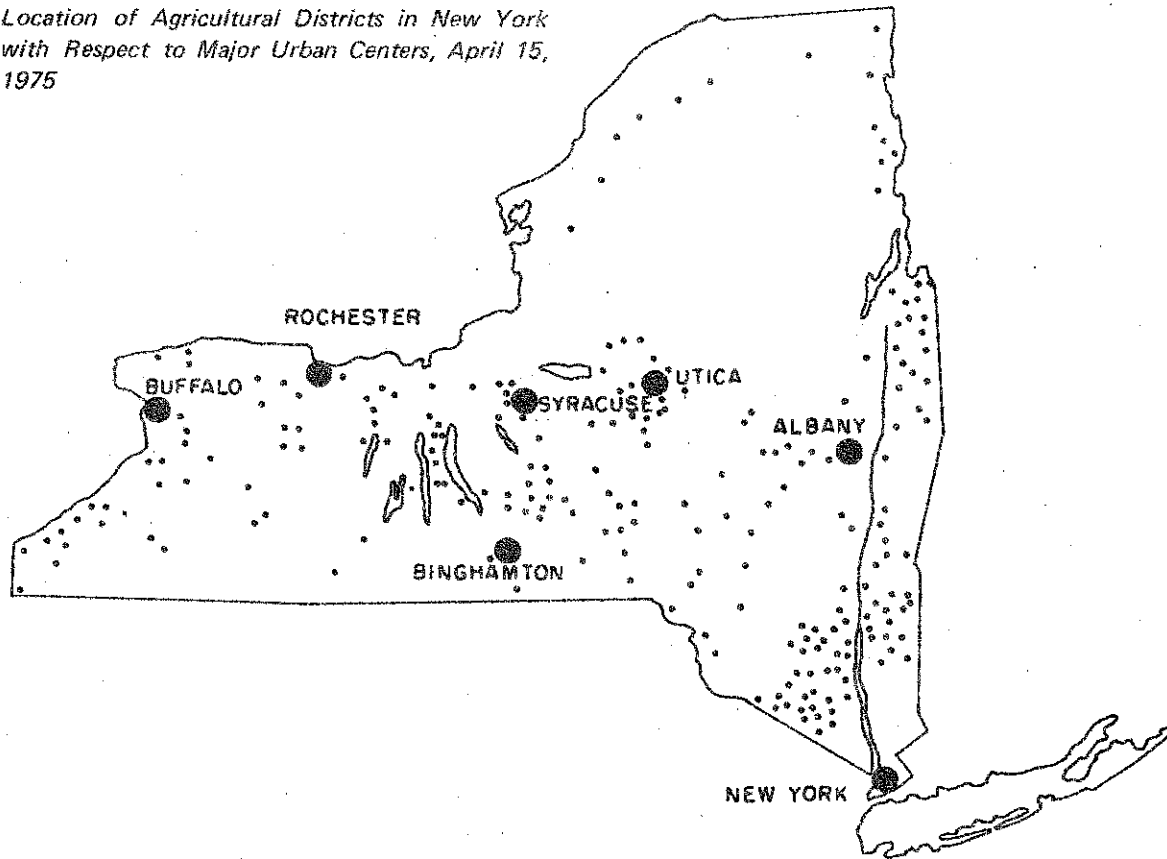 Location of Agricultural Districts in New York
with Respect to Major Urban Centers, April 15,
1975
ROCHESTER
BUFFALO
UTICA
SYRACUSE
ALBANY
BINGHAMTON
NEW YORK